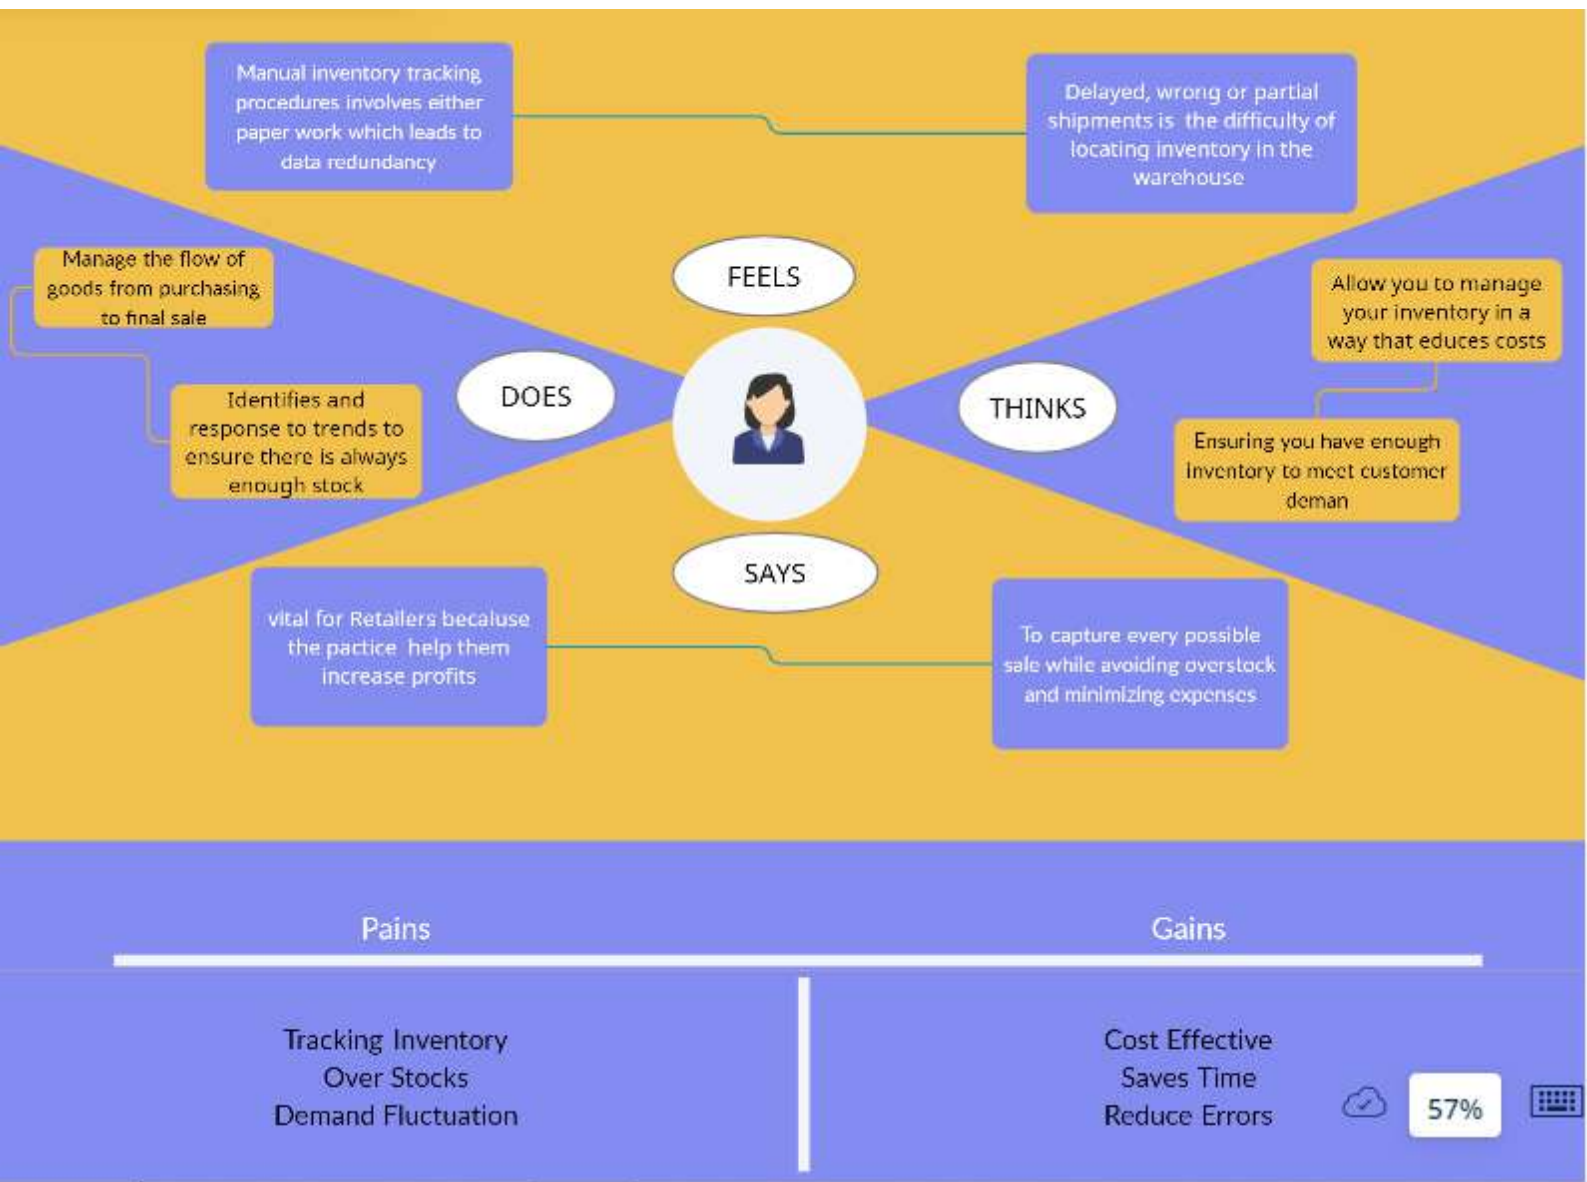 Manual inventory tracking
procedures involves either
paper work which leads to
data redundancy
Delayed, wrong or partial
shipments is the difficulty of
locating inventory in the
warehouse
FEELS
Manage the flow of
goods from purchasing
to final sale
Identifies and
response to trends to
ensure there is always
enough stock
DOES
THINKS
Allow you to manage
your inventory in a
way that educes costs
Ensuring you have enough
inventory to meet customer
deman
SAYS
vital for Retailers becaluse
the pactice help them
increase profits
To capture every possible
sale while avoiding overstock
and minimizing expenses
Pains
Gains
Tracking Inventory
Over Stocks
Demand Fluctuation
Cost Effective
Saves Time
Reduce Errors
57%